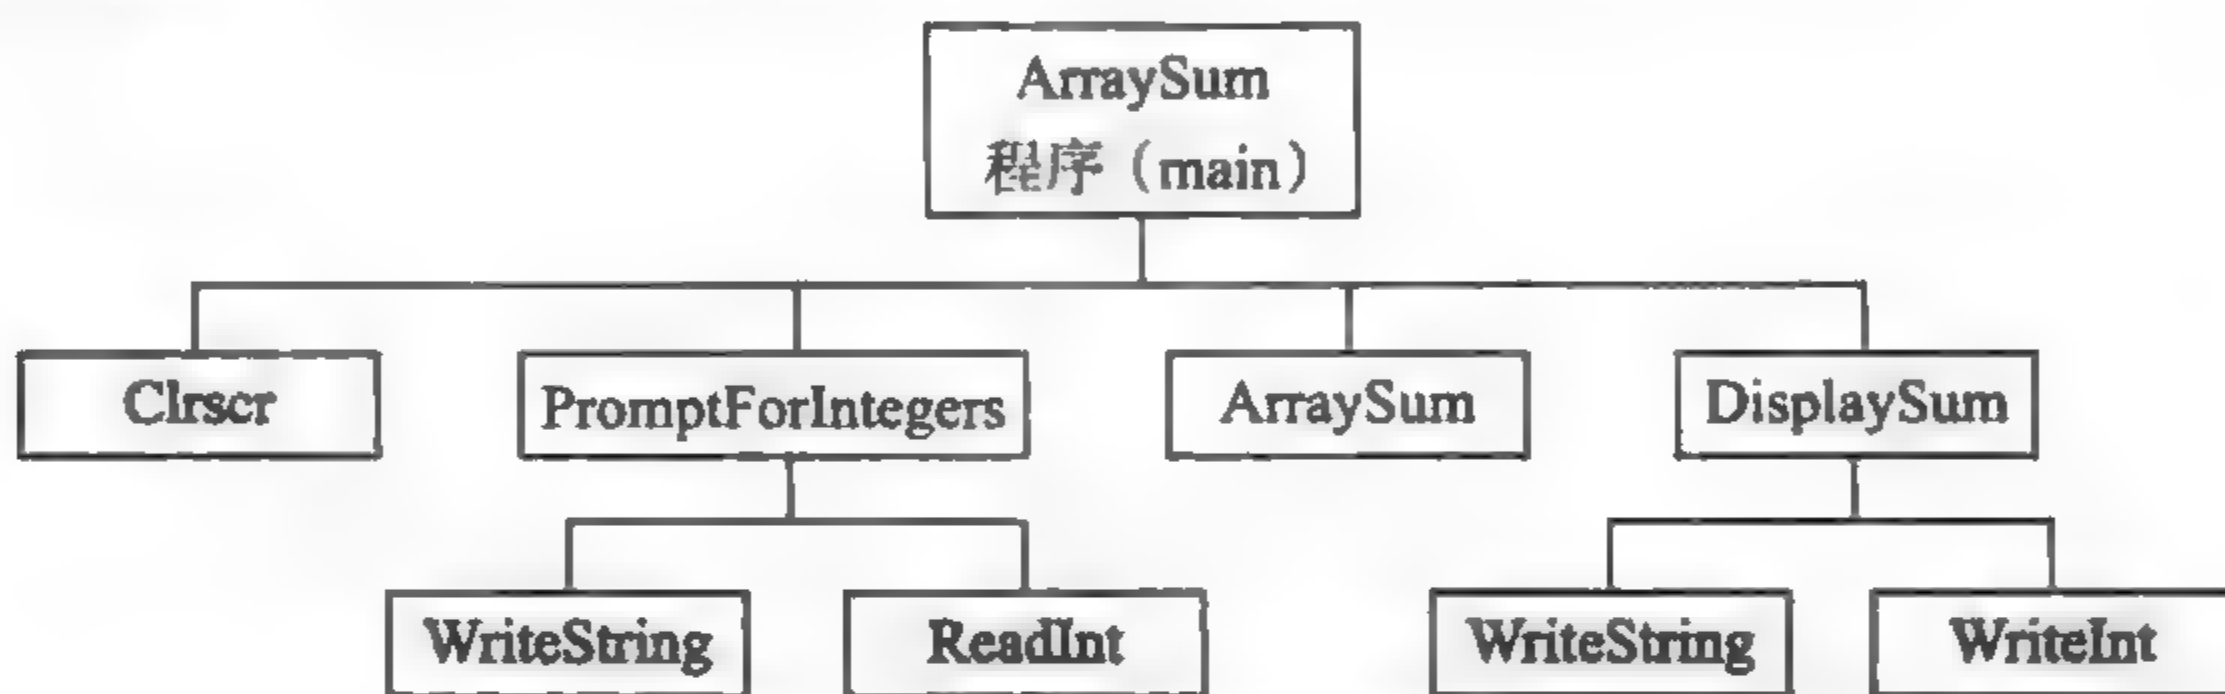 ArraySum
程序（main）
Clrscr
PromptForIntegers
ArraySum
DisplaySum
WriteString
ReadInt
WriteString
WriteInt